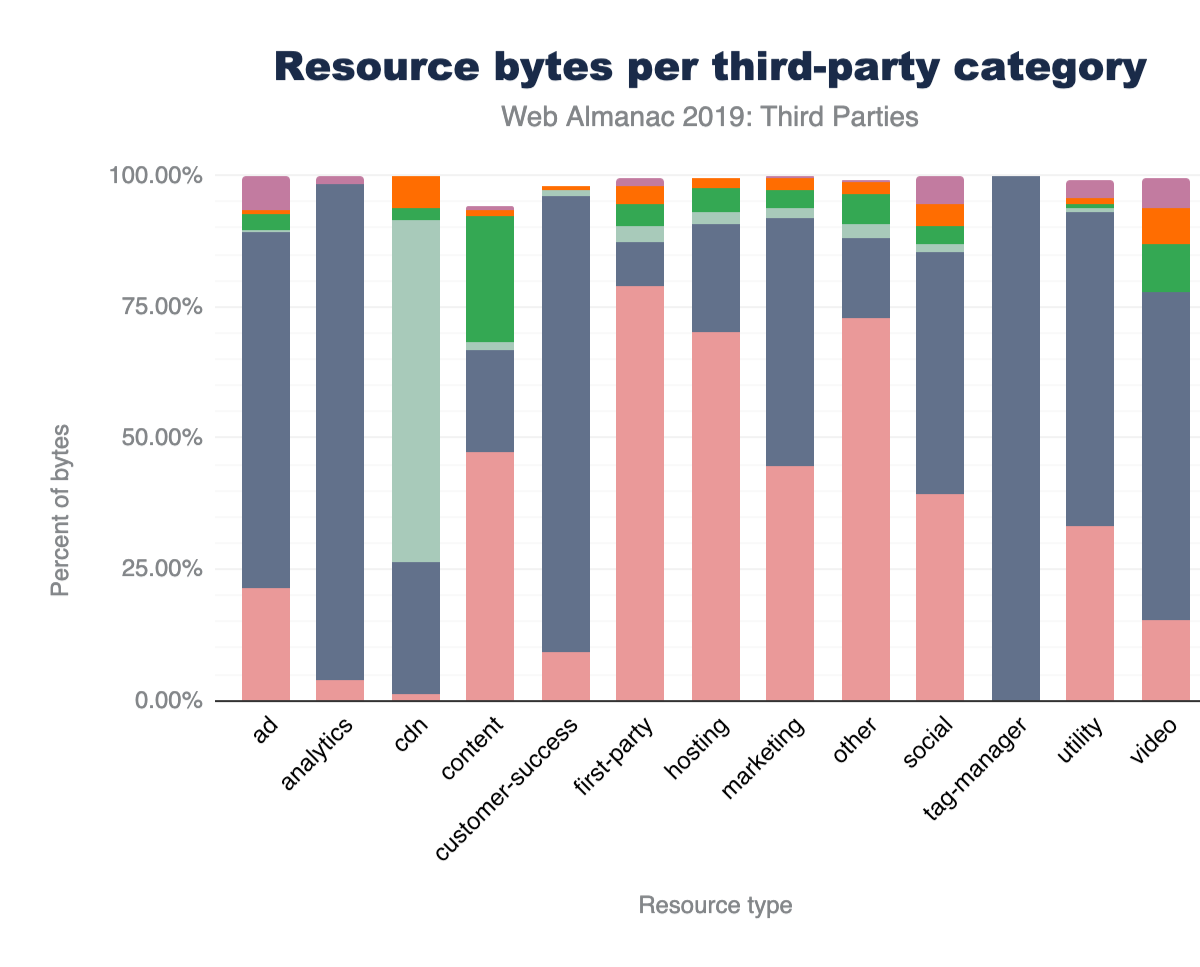 Resource bytes per third-party category
Web Almanac 2019: Third Parties
100.00%
75.00%
50.00%
25.00%
0.00%
Percent of bytes
ad
analytics
cdn
content
customer-success
first-party
hosting
marketing
other
social
tag-manager
utility
video
Resource type